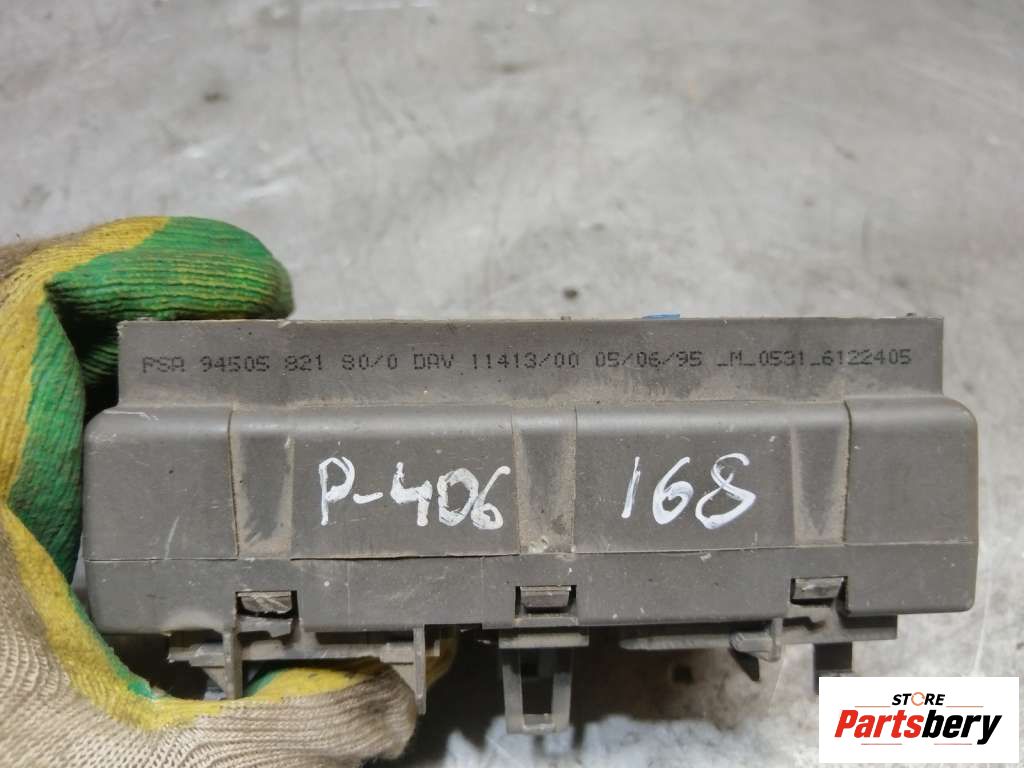 PSA 94505 821 80/0 DAV 11413/00 05/06/95 _M_0531_6122405
P-406 168
STORE
Partsbery